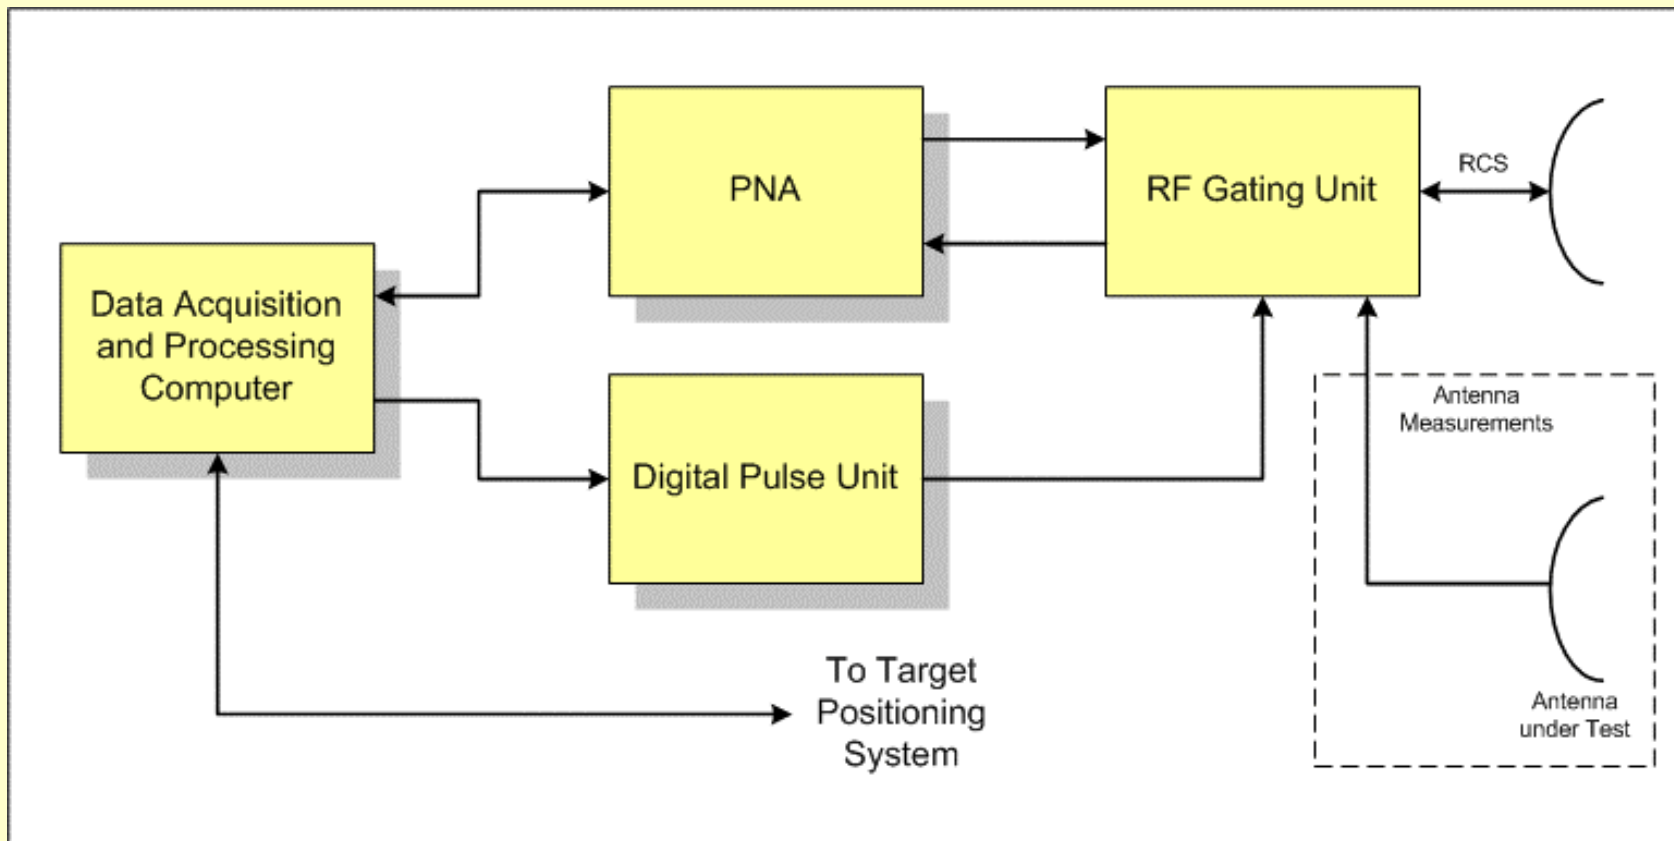 PNA
RF Gating Unit
RCS
Data Acquisition
and Processing
Computer
Digital Pulse Unit
Antenna
Measurements
To Target
Positioning
System
Antenna
under Test